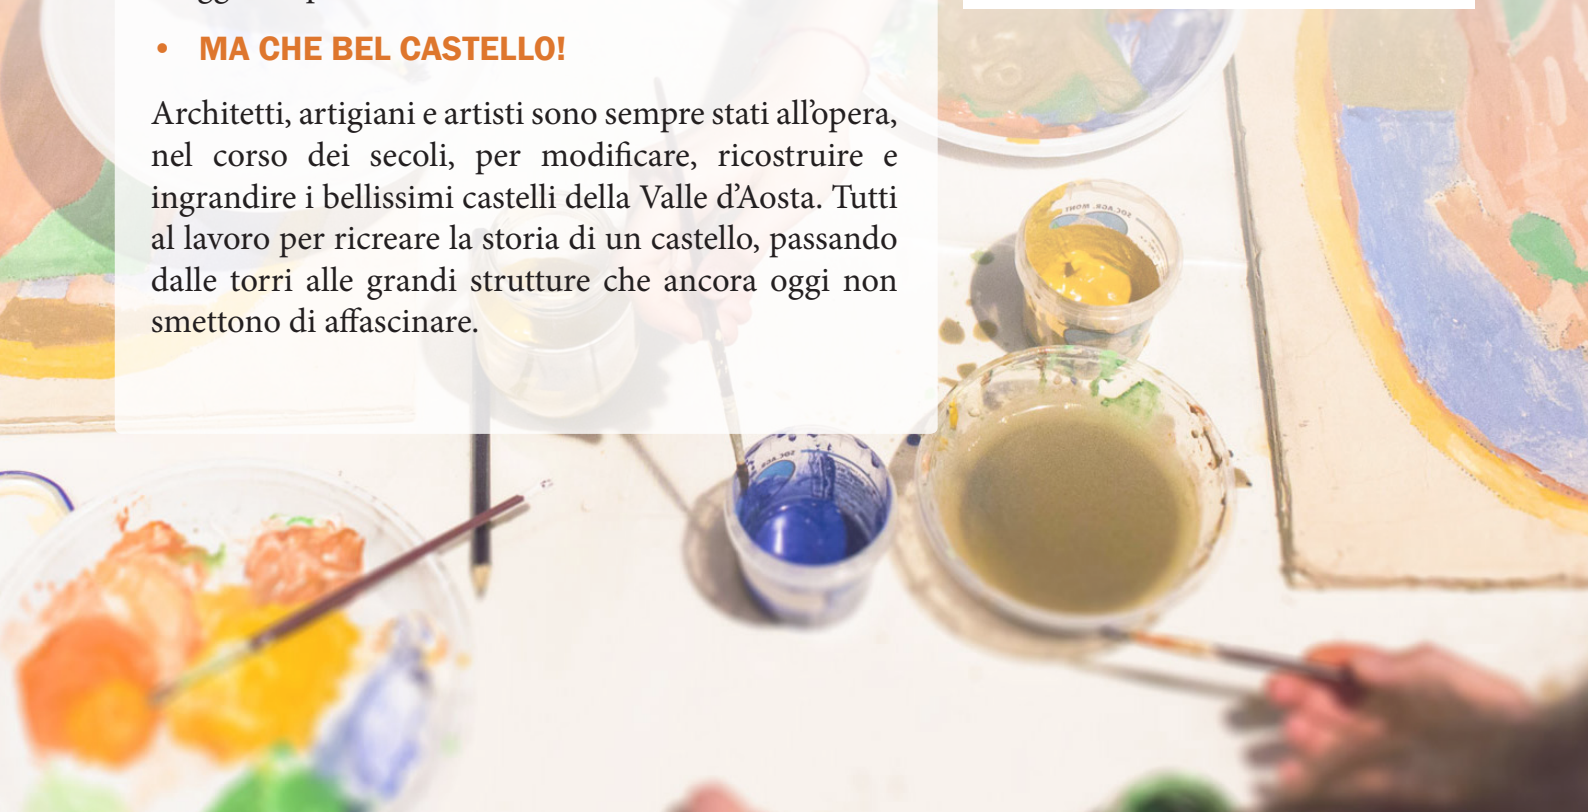 • MA CHE BEL CASTELLO!
Architetti, artigiani e artisti sono sempre stati all’opera,
nel corso dei secoli, per modificare, ricostruire e
ingrandire i bellissimi castelli della Valle d’Aosta. Tutti
al lavoro per ricreare la storia di un castello, passando
dalle torri alle grandi strutture che ancora oggi non
smettono di affascinare.